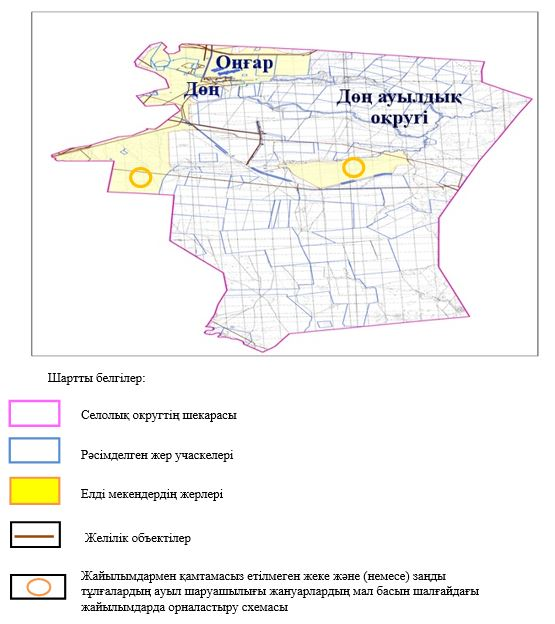 Оңғар
Дөң
Дөң ауылдық
округі
Шартты белгілер:
Селолық округтің шекарасы
Рәсімделген жер учаскелері
Елді мекендердің жерлері
Желілік объектілер
Жайылымдармен қамтамасыз етілмеген жеке және (немесе) заңды
тұлғалардың ауыл шаруашылығы жануарлардың мал басын шалғайдағы
жайылымдарда орналастыру схемасы